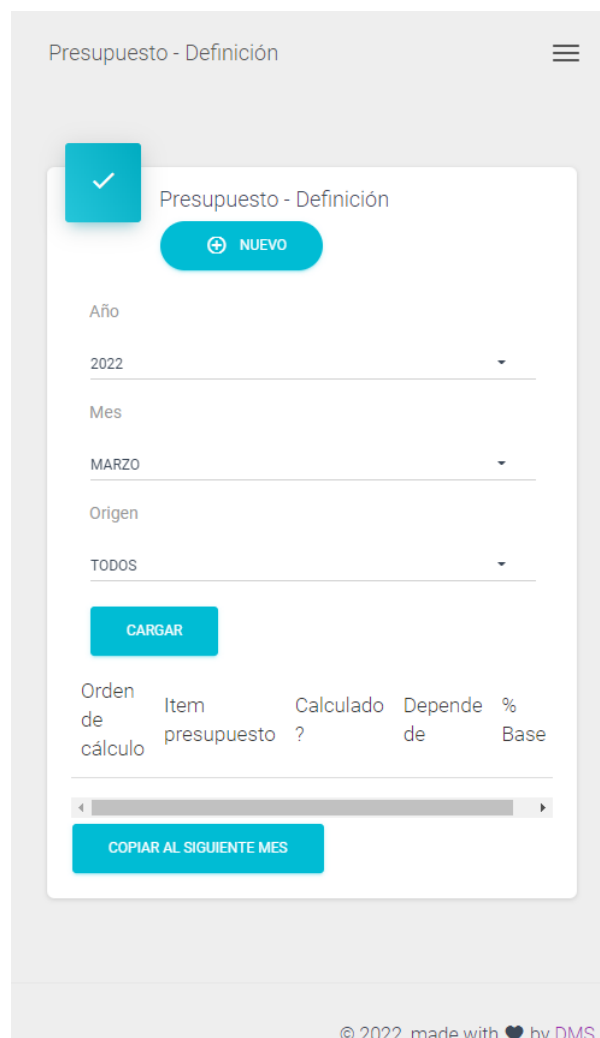 Presupuesto - Definición
Presupuesto - Definición
NUEVO
Año
2022
Mes
MARZO
Origen
TODOS
CARGAR
Orden de cálculo
Item presupuesto
Calculado ?
Depende de
% Base
COPIAR AL SIGUIENTE MES
© 2022, made with ♥ by DMS